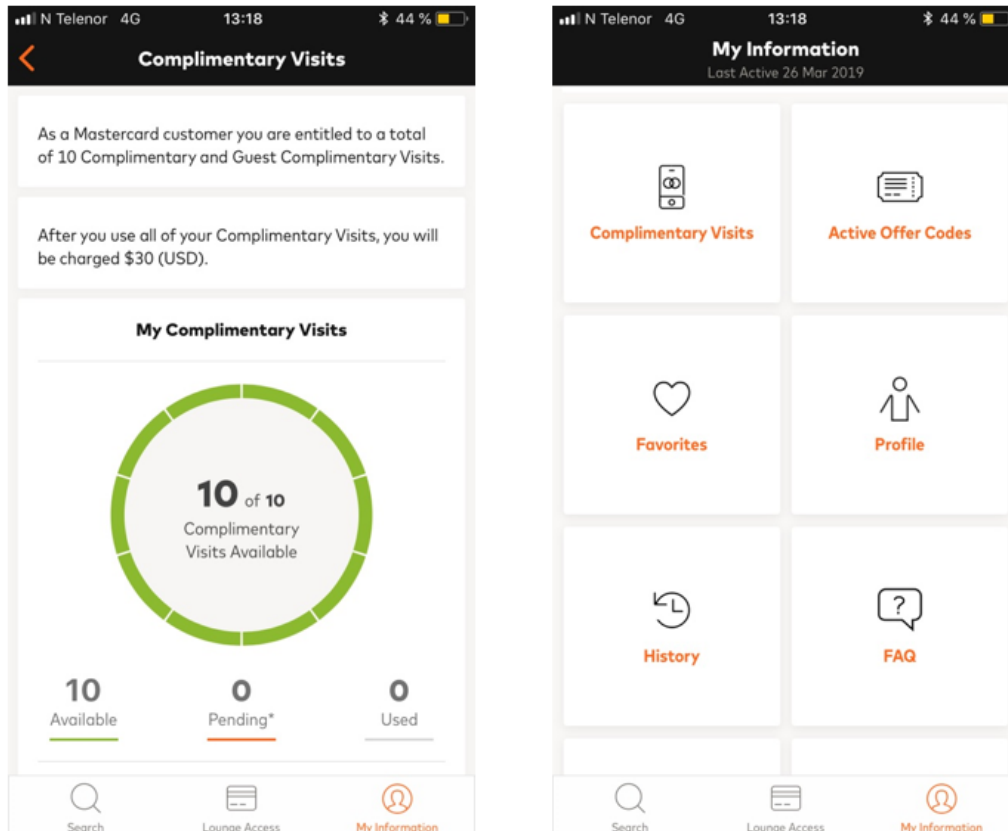 N Telenor 4G 13:18 44 %
Complimentary Visits
As a Mastercard customer you are entitled to a total
of 10 Complimentary and Guest Complimentary Visits.
After you use all of your Complimentary Visits, you will
be charged $30 (USD).
My Complimentary Visits
10 of 10
Complimentary
Visits Available
10 0 0
Available Pending* Used
Search Lounge Access My Information
N Telenor 4G 13:18 44 %
My Information
Last Active 26 Mar 2019
Complimentary Visits Active Offer Codes
Favorites Profile
?
History FAQ
Search Lounge Access My Information